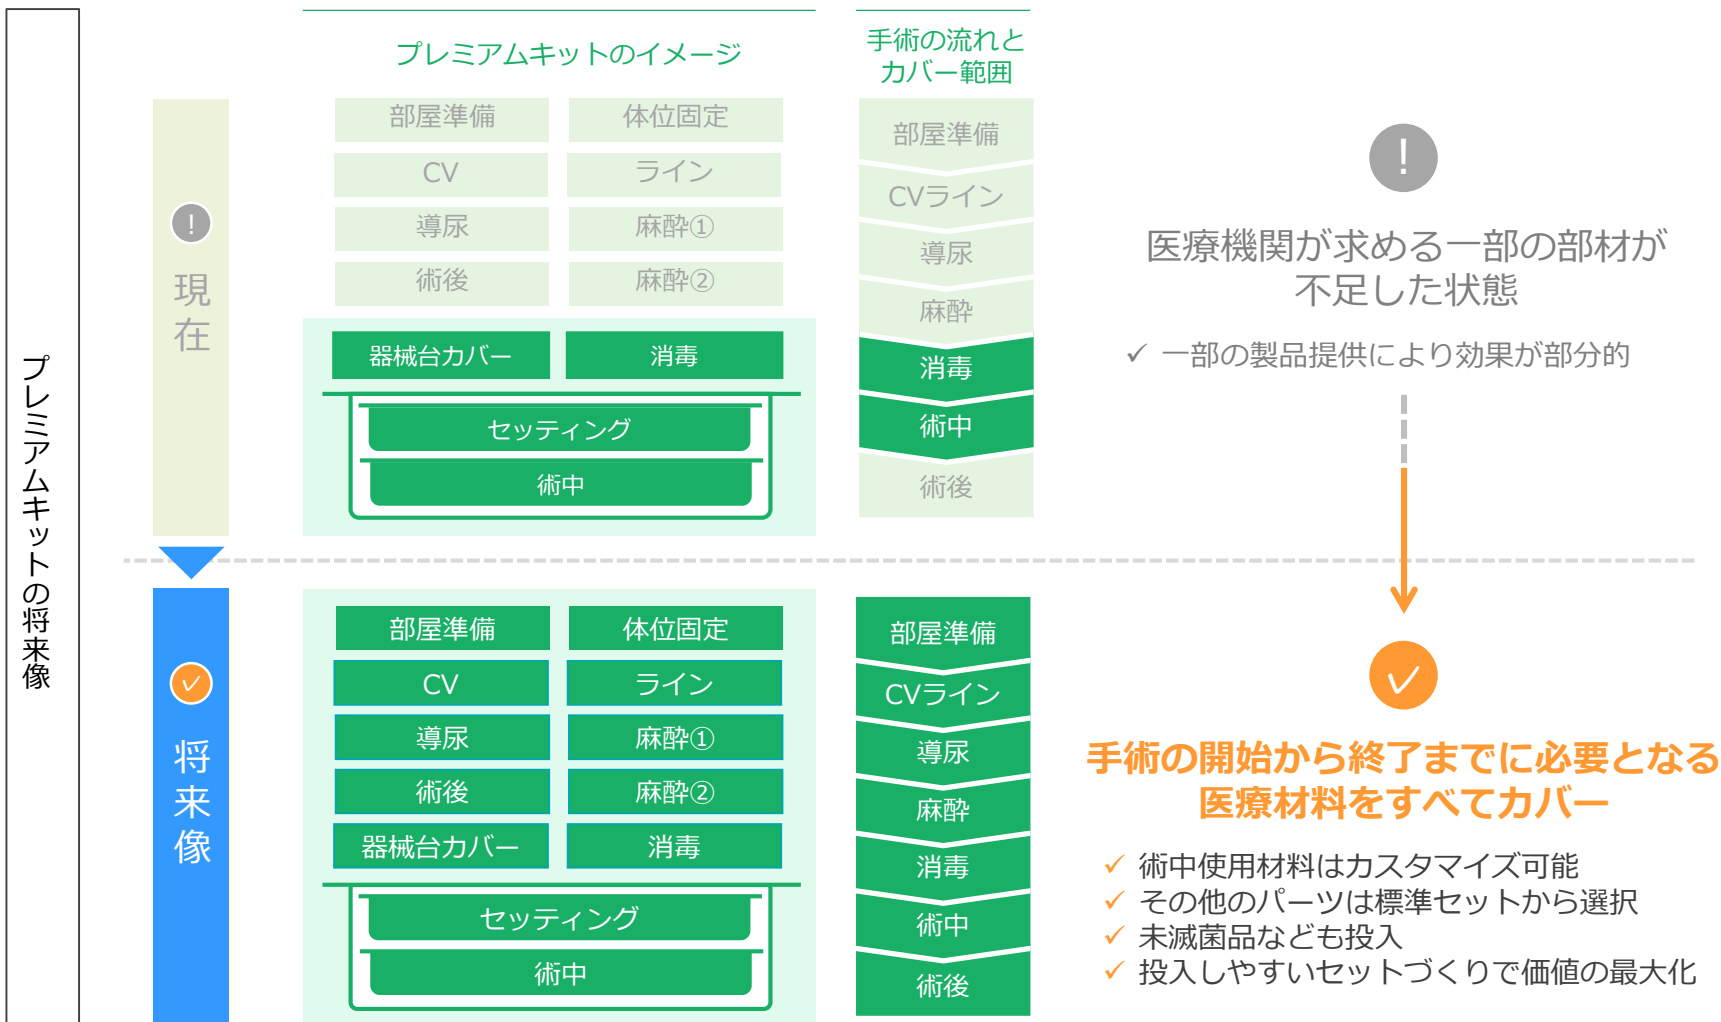 プレミアムキットの将来像
プレミアムキットのイメージ
手術の流れと
カバー範囲
!
現在
部屋準備
体位固定
CV
ライン
導尿
麻酔①
術後
麻酔②
器械台カバー
消毒
セッティング
術中
部屋準備
CVライン
導尿
麻酔
消毒
術中
術後
!
医療機関が求める一部の部材が
不足した状態
✓ 一部の製品提供により効果が部分的
✓
将来像
部屋準備
体位固定
CV
ライン
導尿
麻酔①
術後
麻酔②
器械台カバー
消毒
セッティング
術中
部屋準備
CVライン
導尿
麻酔
消毒
術中
術後
✓
手術の開始から終了までに必要となる
医療材料をすべてカバー
✓ 術中使用材料はカスタマイズ可能
✓ その他のパーツは標準セットから選択
✓ 未滅菌品なども投入
✓ 投入しやすいセットづくりで価値の最大化